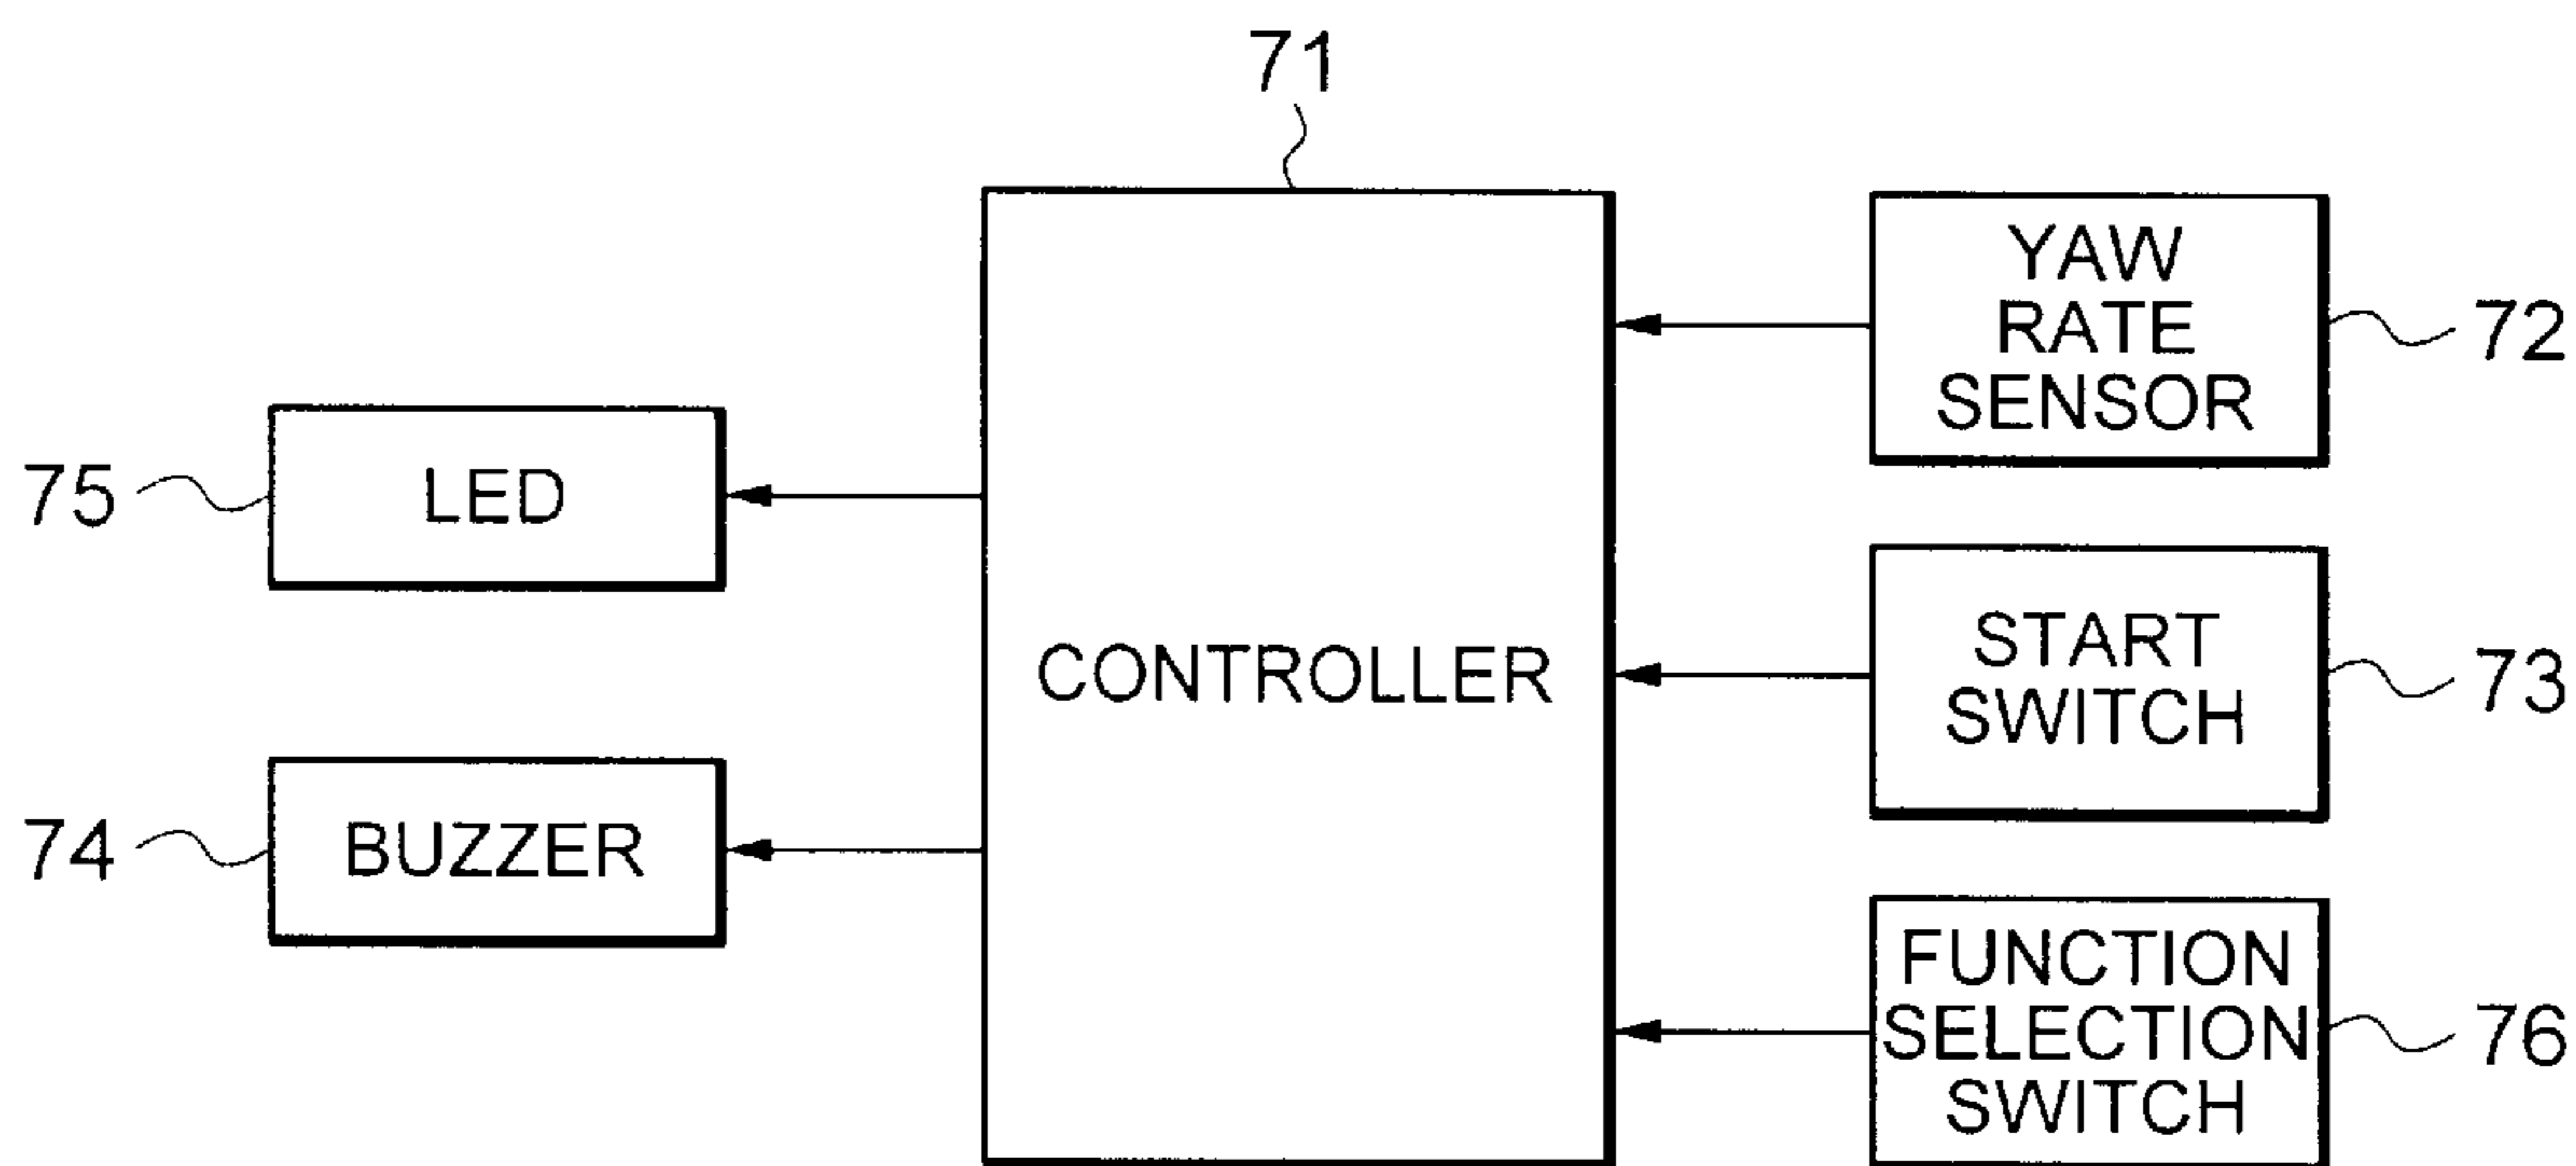 71
YAW
RATE
SENSOR
72
75
LED
CONTROLLER
START
SWITCH
73
74
BUZZER
FUNCTION
SELECTION
SWITCH
76